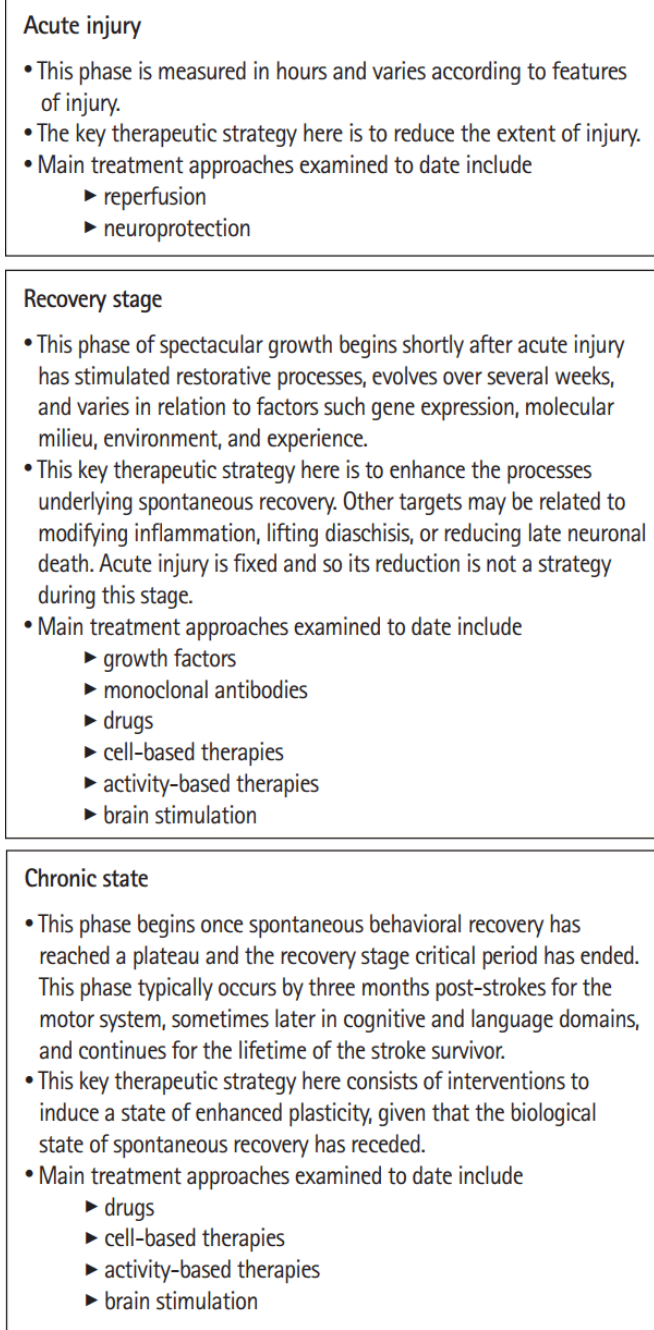 Acute injury
• This phase is measured in hours and varies according to features
of injury.
• The key therapeutic strategy here is to reduce the extent of injury.
• Main treatment approaches examined to date include
► reperfusion
► neuroprotection
Recovery stage
• This phase of spectacular growth begins shortly after acute injury
has stimulated restorative processes, evolves over several weeks,
and varies in relation to factors such gene expression, molecular
milieu, environment, and experience.
• This key therapeutic strategy here is to enhance the processes
underlying spontaneous recovery. Other targets may be related to
modifying inflammation, lifting diaschisis, or reducing late neuronal
death. Acute injury is fixed and so its reduction is not a strategy
during this stage.
• Main treatment approaches examined to date include
► growth factors
► monoclonal antibodies
► drugs
► cell-based therapies
► activity-based therapies
► brain stimulation
Chronic state
• This phase begins once spontaneous behavioral recovery has
reached a plateau and the recovery stage critical period has ended.
This phase typically occurs by three months post-strokes for the
motor system, sometimes later in cognitive and language domains,
and continues for the lifetime of the stroke survivor.
• This key therapeutic strategy here consists of interventions to
induce a state of enhanced plasticity, given that the biological
state of spontaneous recovery has receded.
• Main treatment approaches examined to date include
► drugs
► cell-based therapies
► activity-based therapies
► brain stimulation